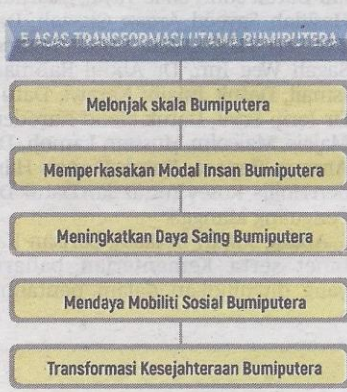 5 ASAS TRANSFORMASI UTAMA BUMIPUTERA
Melonjak skala Bumiputera
Memperkasakan Modal Insan Bumiputera
Meningkatkan Daya Saing Bumiputera
Mendaya Mobiliti Sosial Bumiputera
Transformasi Kesejahteraan Bumiputera